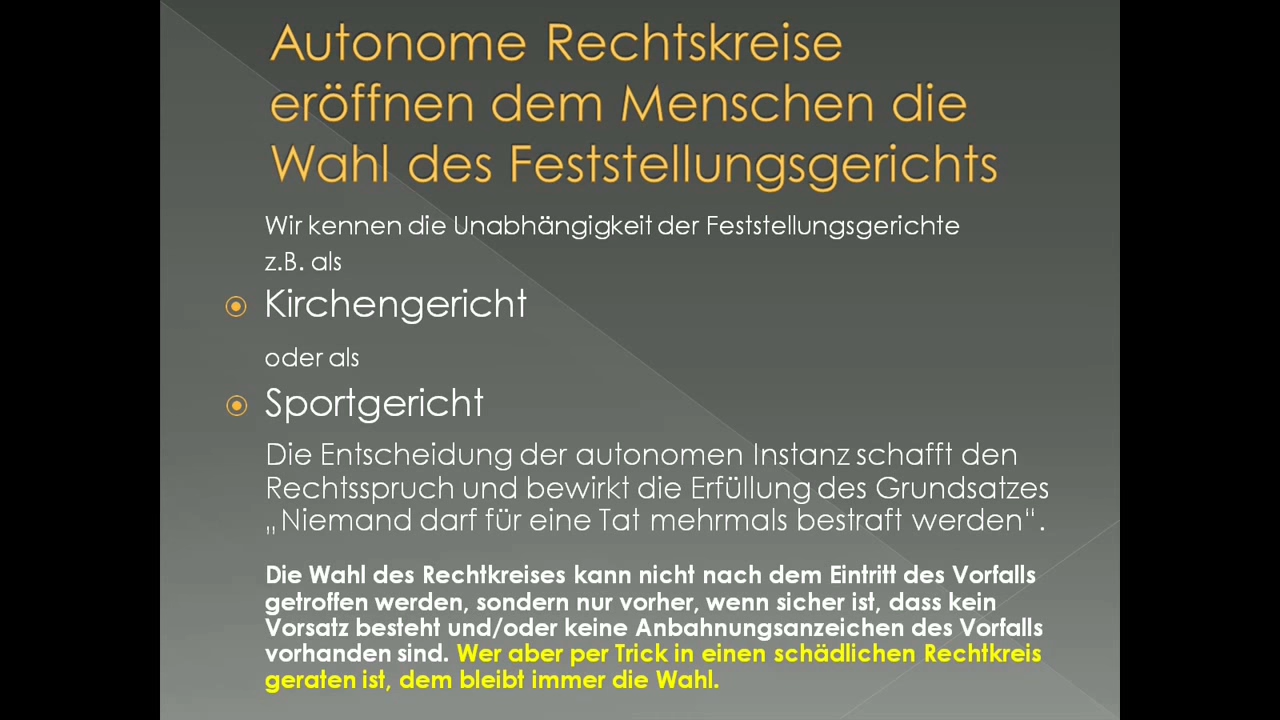 Autonome Rechtskreise
eröffnen dem Menschen die
Wahl des Feststellungsgerichts
Wir kennen die Unabhängigkeit der Feststellungsgerichte
z.B. als
Kirchengericht
oder als
Sportgericht
Die Entscheidung der autonomen Instanz schafft den
Rechtsspruch und bewirkt die Erfüllung des Grundsatzes
„Niemand darf für eine Tat mehrmals bestraft werden“.
Die Wahl des Rechtkreises kann nicht nach dem Eintritt des Vorfalls
getroffen werden, sondern nur vorher, wenn sicher ist, dass kein
Vorsatz besteht und/oder keine Anbahnungsanzeichen des Vorfalls
vorhanden sind. Wer aber per Trick in einen schädlichen Rechtkreis
geraten ist, dem bleibt immer die Wahl.